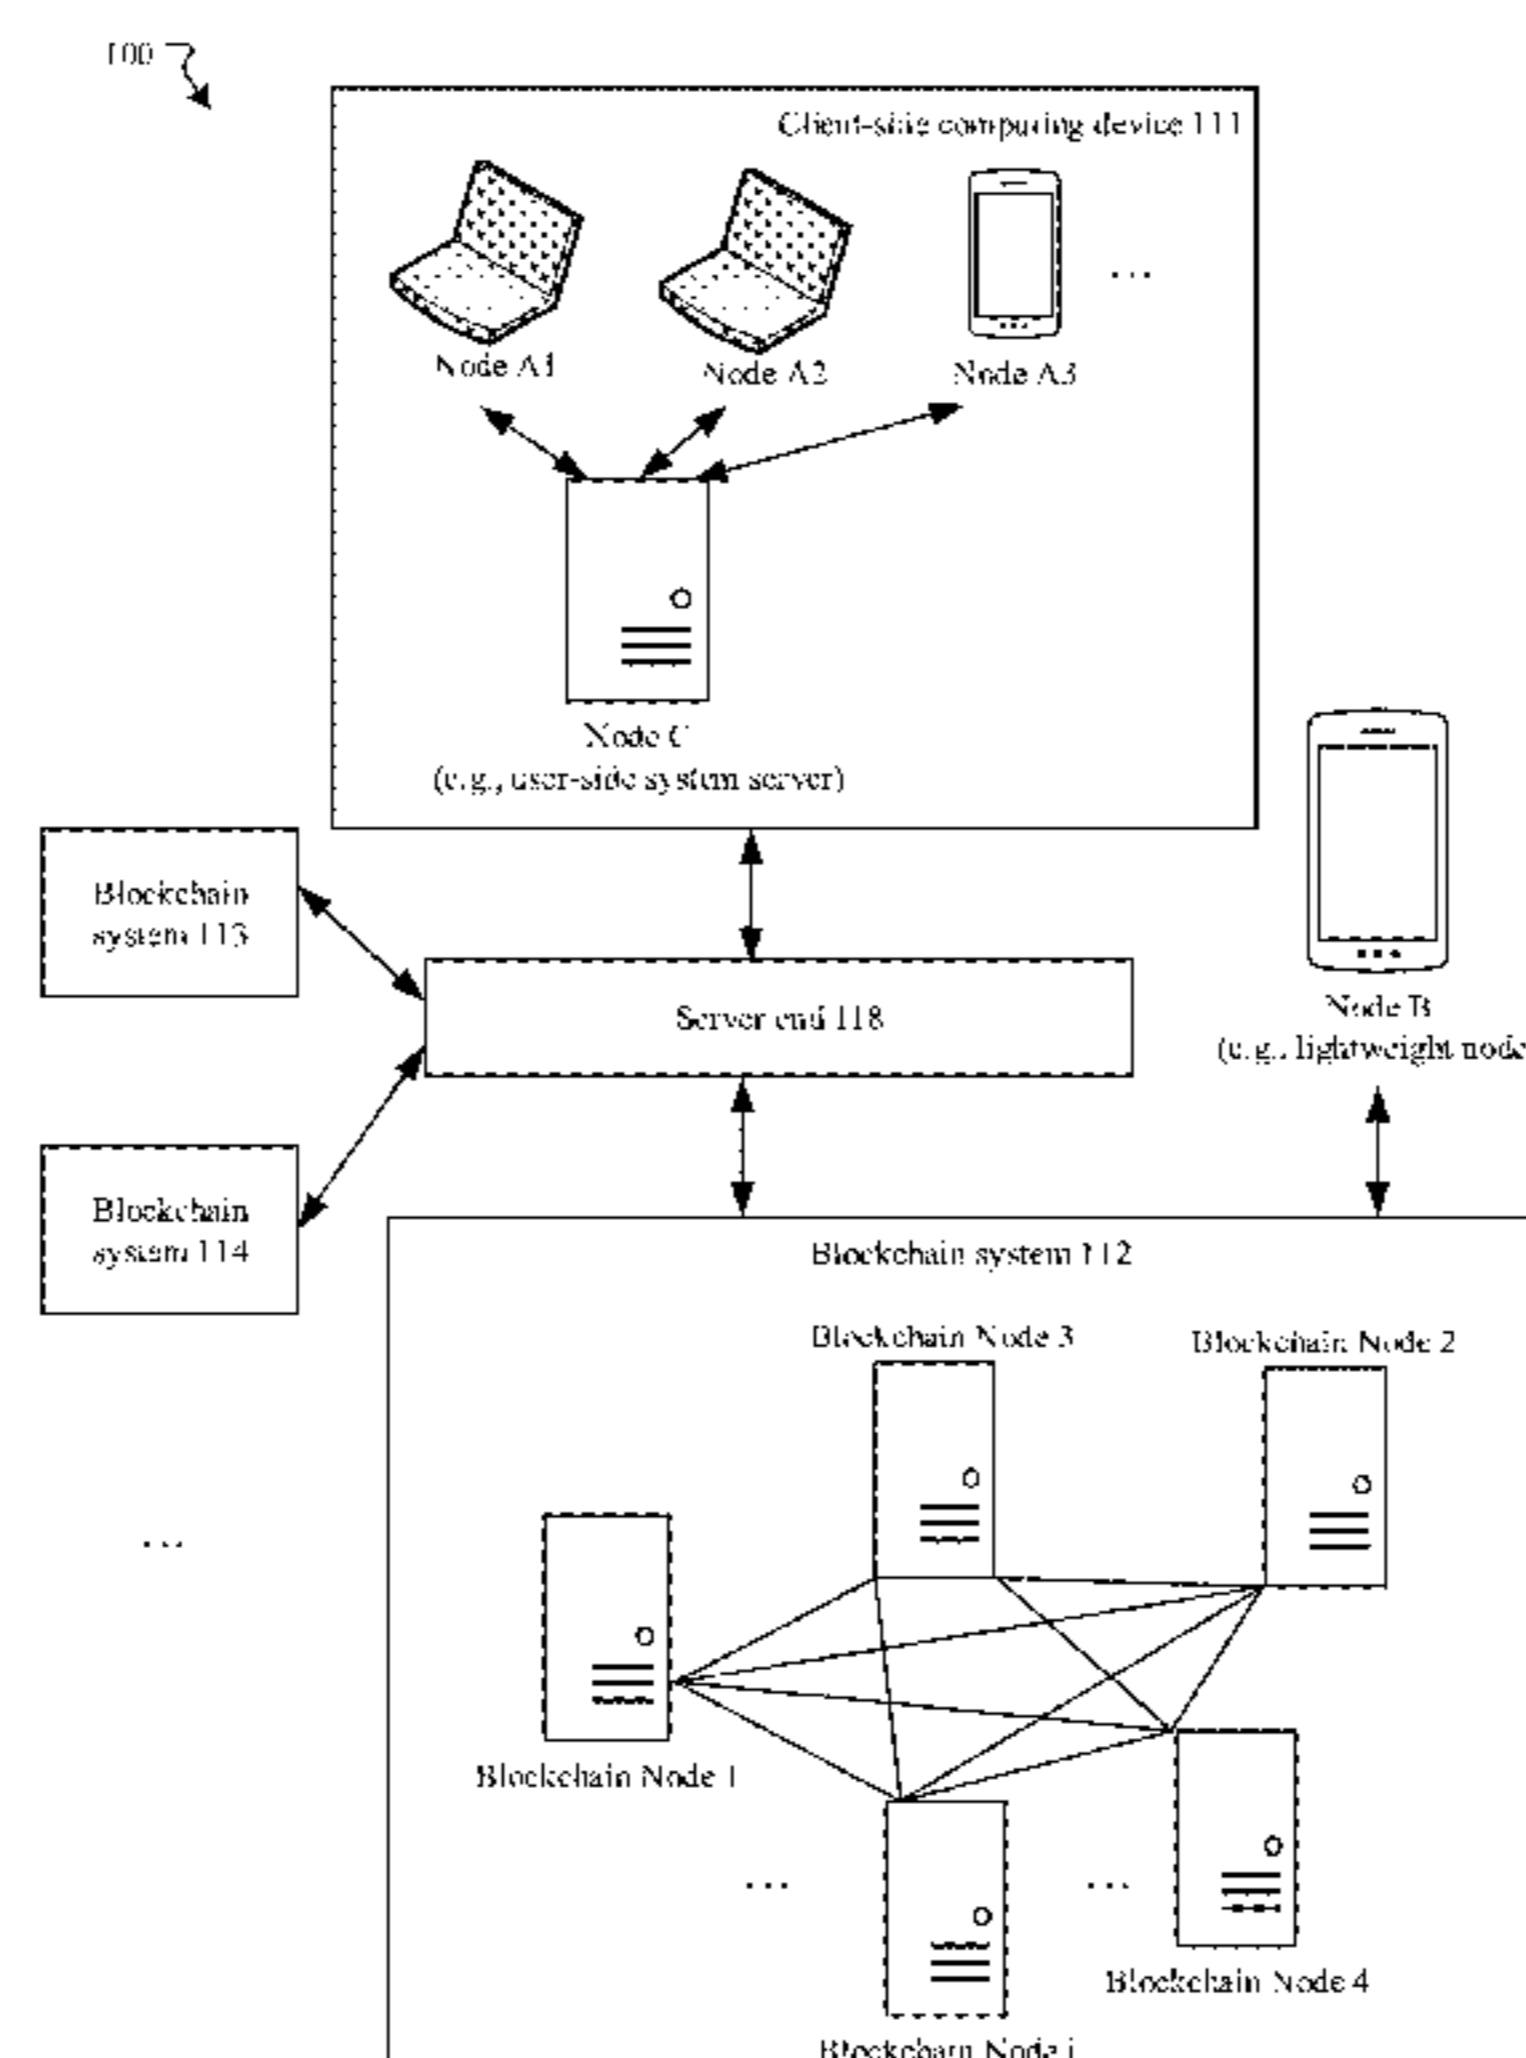 100
Client-side computing device 111
Node A1
Node A2
Node A3
...
Node C
(e.g., user-side system server)
Blockchain
system 113
Server end 118
Node B
(e.g., lightweight node
Blockchain
system 114
Blockchain system 112
Blockchain Node 3
Blockchain Node 2
...
Blockchain Node 1
...
...
Blockchain Node 4
Blockchain Node i